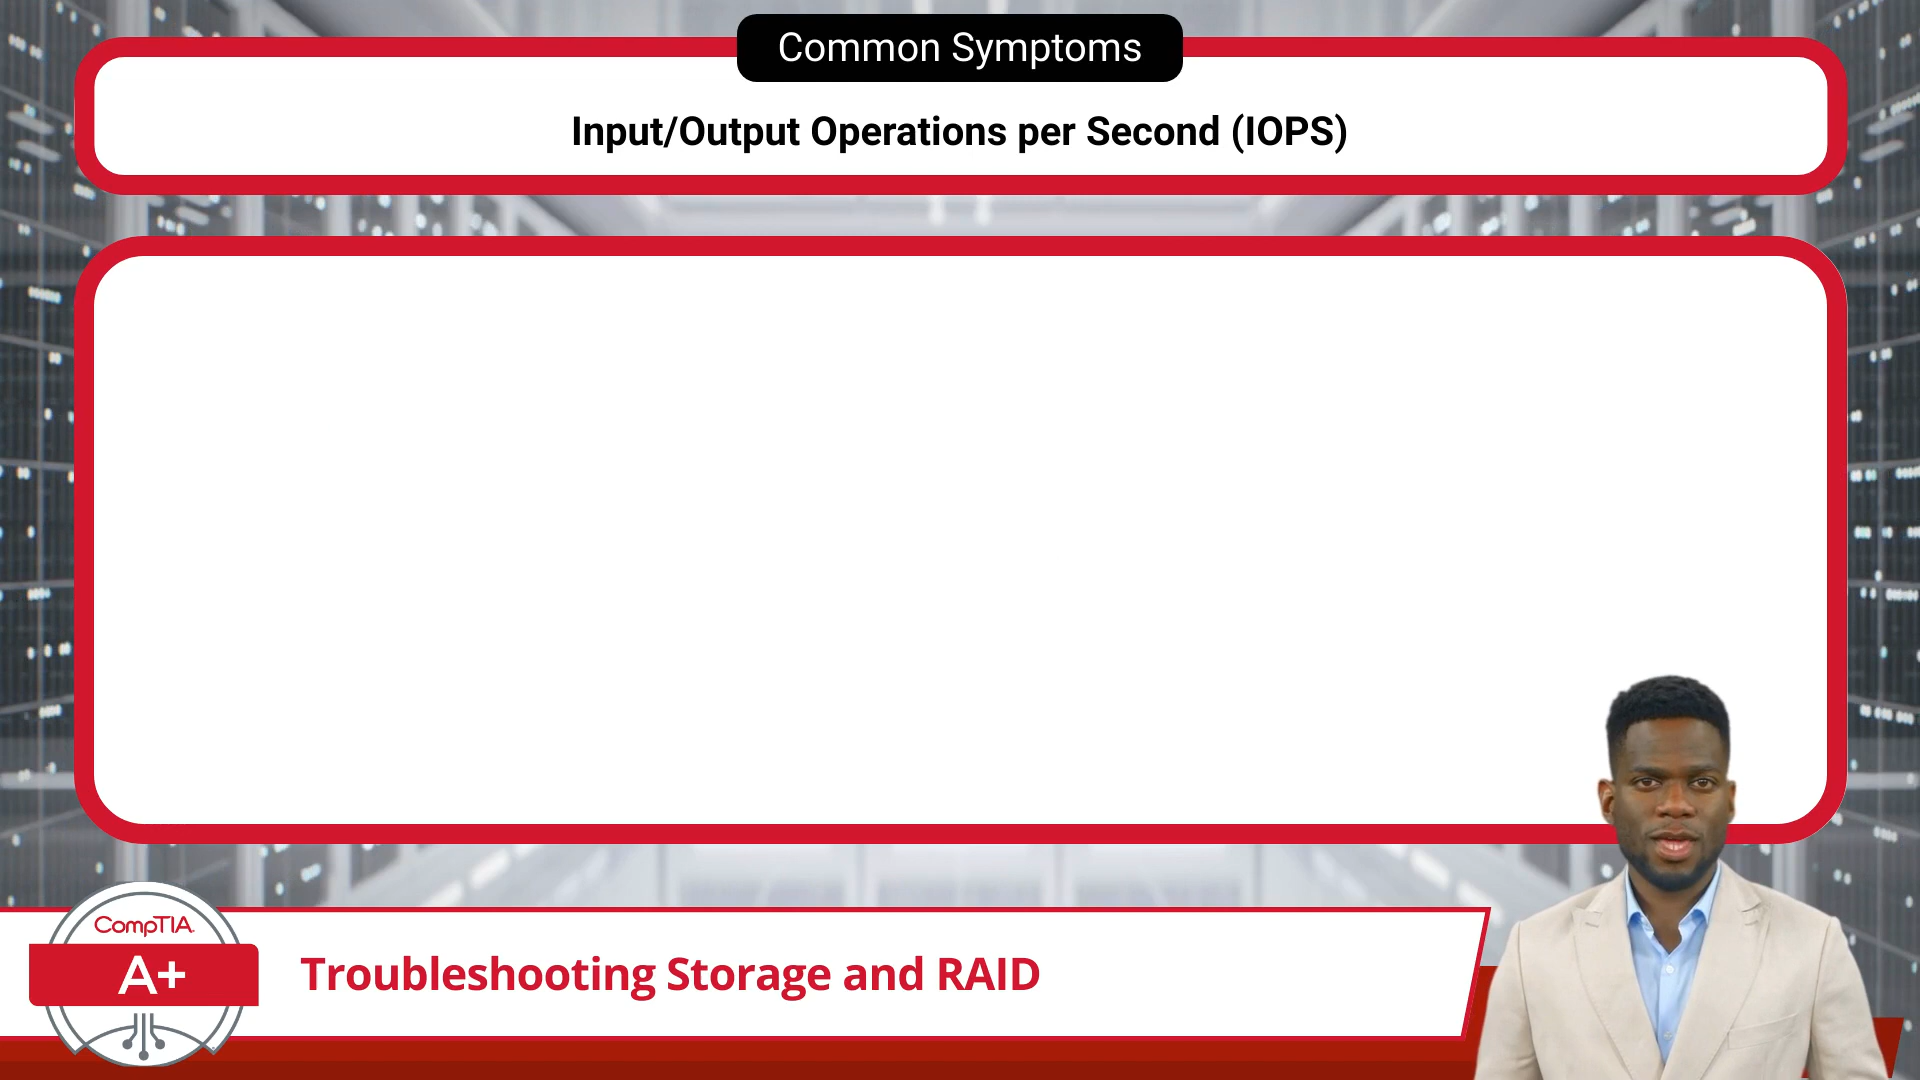 Common Symptoms
Input/Output Operations per Second (IOPS)
CompTIA.
A+
Troubleshooting Storage and RAID